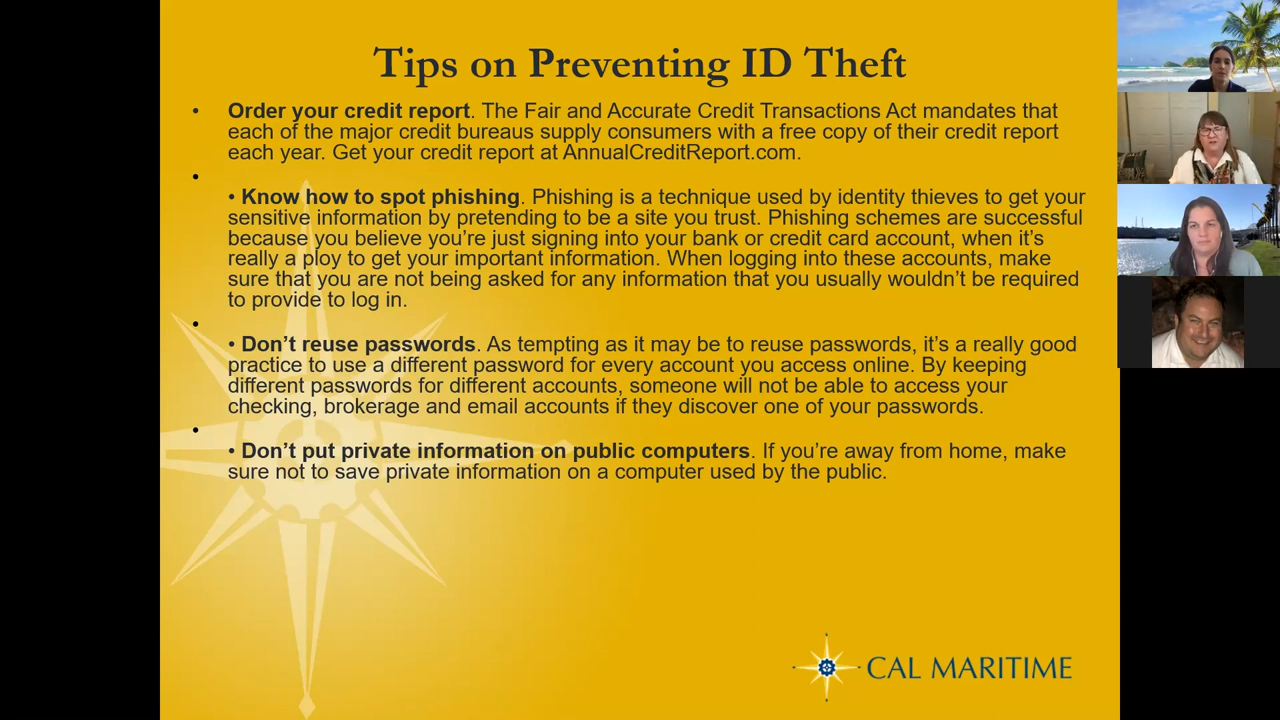 Tips on Preventing ID Theft
• Order your credit report. The Fair and Accurate Credit Transactions Act mandates that
each of the major credit bureaus supply consumers with a free copy of their credit report
each year. Get your credit report at AnnualCreditReport.com.
•
• Know how to spot phishing. Phishing is a technique used by identity thieves to get your
sensitive information by pretending to be a site you trust. Phishing schemes are successful
because you believe you’re just signing into your bank or credit card account, when it’s
really a ploy to get your important information. When logging into these accounts, make
sure that you are not being asked for any information that you usually wouldn’t be required
to provide to log in.
•
• Don’t reuse passwords. As tempting as it may be to reuse passwords, it’s a really good
practice to use a different password for every account you access online. By keeping
different passwords for different accounts, someone will not be able to access your
checking, brokerage and email accounts if they discover one of your passwords.
•
• Don’t put private information on public computers. If you’re away from home, make
sure not to save private information on a computer used by the public.
CAL MARITIME